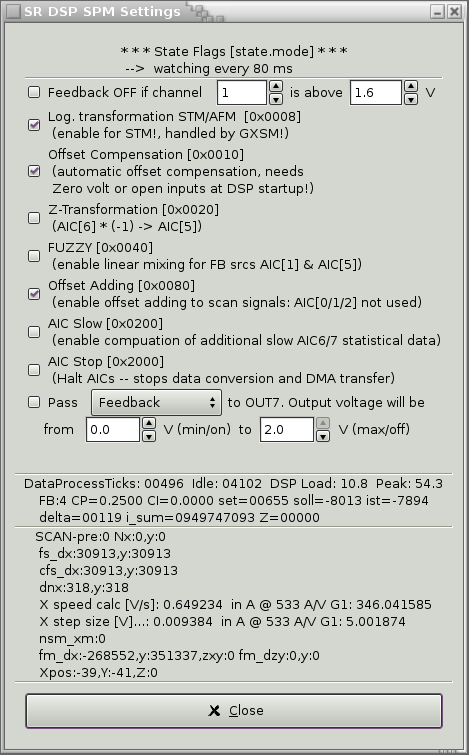 SR DSP SPM Settings
* * * State Flags [state.mode] * * *
--> watching every 80 ms
Feedback OFF if channel 1 is above 1.6 V
Log. transformation STM/AFM [0x0008]
(enable for STM!, handled by GXSM!)
Offset Compensation [0x0010]
(automatic offset compensation, needs
Zero volt or open inputs at DSP startup!)
Z-Transformation [0x0020]
(AIC[6] * (-1) -> AIC[5])
FUZZY [0x0040]
(enable linear mixing for FB srcs AIC[1] & AIC[5])
Offset Adding [0x0080]
(enable offset adding to scan signals: AIC[0/1/2] not used)
AIC Slow [0x0200]
(enable compuation of additional slow AIC6/7 statistical data)
AIC Stop [0x2000]
(Halt AICs -- stops data conversion and DMA transfer)
Pass Feedback to OUT7. Output voltage will be
from 0.0 V (min/on) to 2.0 V (max/off)
DataProcessTicks: 00496 Idle: 04102 DSP Load: 10.8 Peak: 54.3
FB:4 CP=0.2500 CI=0.0000 set=00655 soll=-8013 ist=-7894
delta=00119 i_sum=0949747093 Z=00000
SCAN-pre:0 Nx:0,y:0
fs_dx:30913,y:30913
cfs_dx:30913,y:30913
dnx:318,y:318
X speed calc [V/s]: 0.649234 in A @ 533 A/V G1: 346.041585
X step size [V]...: 0.009384 in A @ 533 A/V G1: 5.001874
nsm_xm:0
fm_dx:-268552,y:351337,zxy:0 fm_dzy:0,y:0
Xpos:-39,Y:-41,Z:0
Close